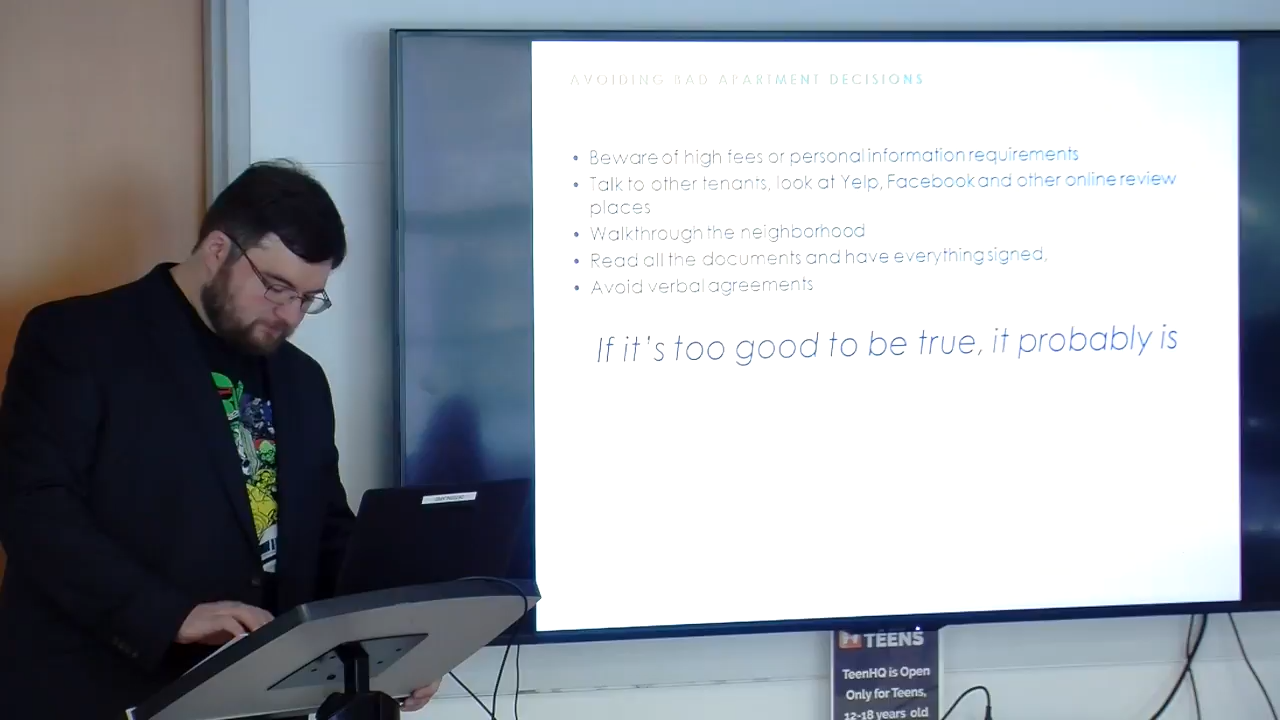 AVOIDING BAD APARTMENT DECISIONS
• Beware of high fees or personal information requirements
• Talk to other tenants, look at Yelp, Facebook and other online review
places
• Walkthrough the neighborhood
• Read all the documents and have everything signed,
• Avoid verbal agreements
If it's too good to be true, it probably is
TEENS
TeenHQ is Open
Only for Teens,
12-18 years old